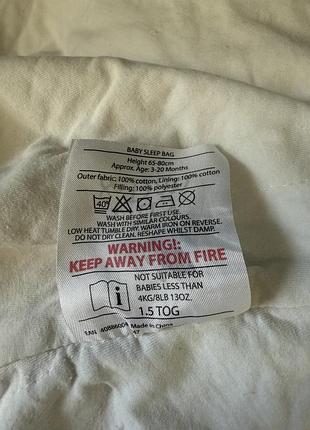 BABY SLEEP BAG
Height 65-80cm
Approx. Age: 3-20 Months
Outer fabric: 100% cotton, Lining: 100% cotton
Filling: 100% polyester
40°
WASH BEFORE FIRST USE.
WASH WITH SIMILAR COLOURS.
LOW HEAT TUMBLE DRY. WARM IRON ON REVERSE.
DO NOT DRY CLEAN. RESHAPE WHILST DAMP.
WARNING!:
KEEP AWAY FROM FIRE
NOT SUITABLE FOR
BABIES LESS THAN
4KG/8LB 13OZ.
1.5 TOG
Made in China